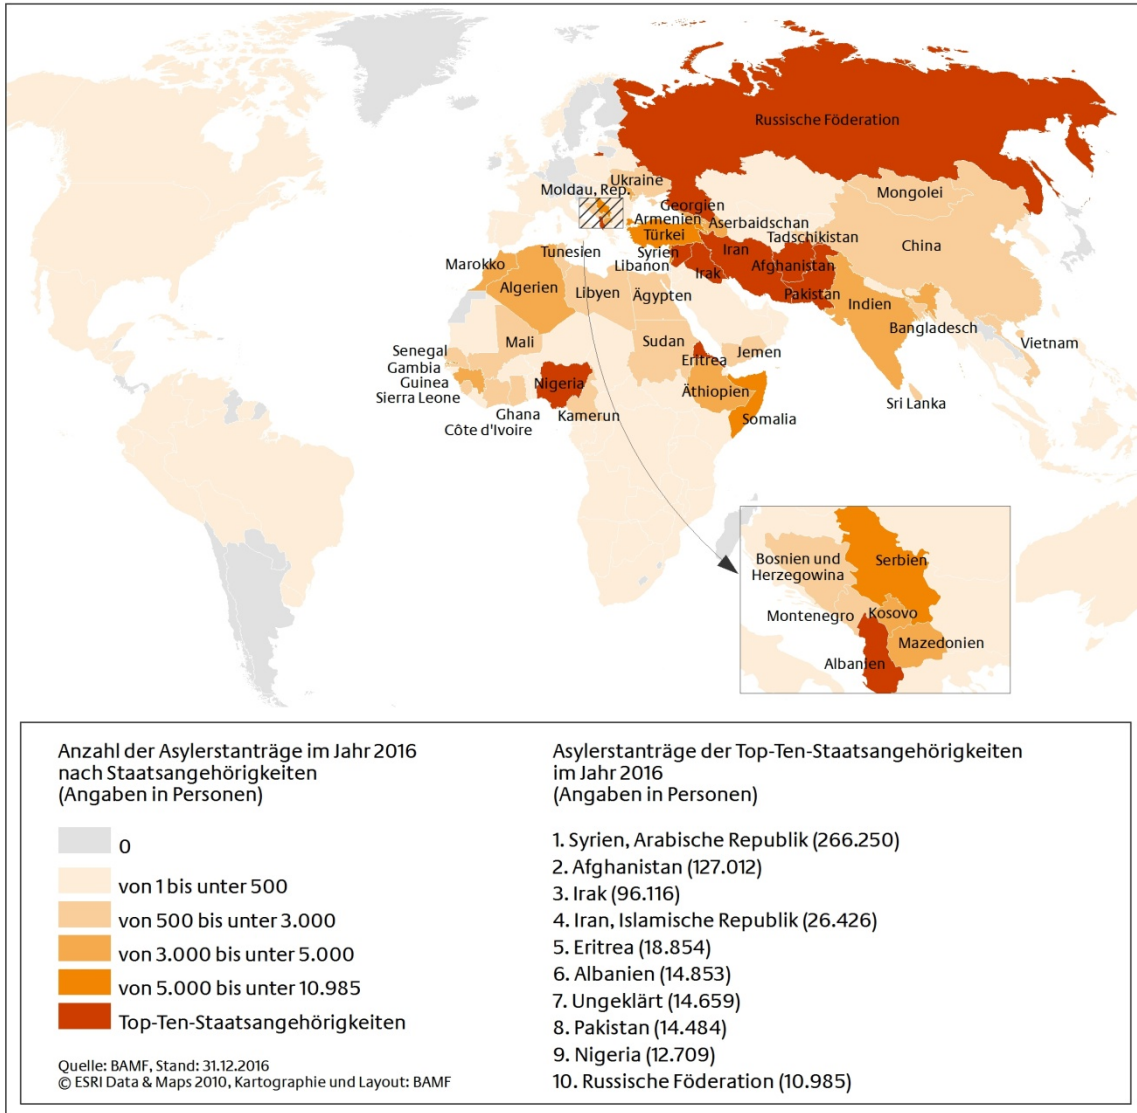 Russische Föderation
Ukraine
Mongolei
Moldau, Rep.
Georgien
Armenien
Aserbaidschan
Türkei
Tadschikistan
China
Tunesien
Syrien
Iran
Marokko
Libanon
Irak
Afghanistan
Algerien
Libyen
Ägypten
Pakistan
Indien
Bangladesch
Mali
Sudan
Vietnam
Senegal
Eritrea
Jemen
Gambia
Guinea
Nigeria
Äthiopien
Sierra Leone
Sri Lanka
Ghana
Kamerun
Somalia
Côte d'Ivoire
Bosnien und
Herzegowina
Serbien
Montenegro
Kosovo
Mazedonien
Albanien
Anzahl der Asylerstanträge im Jahr 2016
nach Staatsangehörigkeiten
(Angaben in Personen)
0
von 1 bis unter 500
von 500 bis unter 3.000
von 3.000 bis unter 5.000
von 5.000 bis unter 10.985
Top-Ten-Staatsangehörigkeiten
Quelle: BAMF, Stand: 31.12.2016
© ESRI Data & Maps 2010, Kartographie und Layout: BAMF
Asylerstanträge der Top-Ten-Staatsangehörigkeiten
im Jahr 2016
(Angaben in Personen)
1. Syrien, Arabische Republik (266.250)
2. Afghanistan (127.012)
3. Irak (96.116)
4. Iran, Islamische Republik (26.426)
5. Eritrea (18.854)
6. Albanien (14.853)
7. Ungeklärt (14.659)
8. Pakistan (14.484)
9. Nigeria (12.709)
10. Russische Föderation (10.985)